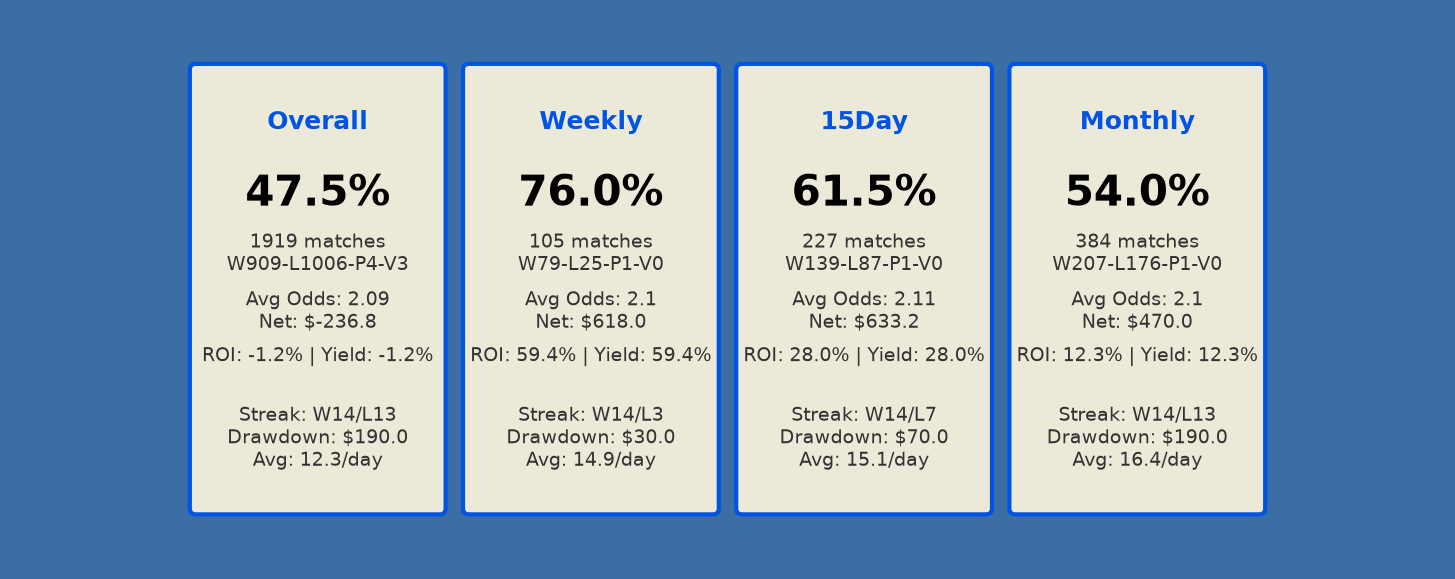 Overall
47.5%
1919 matches
W909-L1006-P4-V3
Avg Odds: 2.09
Net: $-236.8
ROI: -1.2% | Yield: -1.2%
Streak: W14/L13
Drawdown: $190.0
Avg: 12.3/day
Weekly
76.0%
105 matches
W79-L25-P1-V0
Avg Odds: 2.1
Net: $618.0
ROI: 59.4% | Yield: 59.4%
Streak: W14/L3
Drawdown: $30.0
Avg: 14.9/day
15Day
61.5%
227 matches
W139-L87-P1-V0
Avg Odds: 2.11
Net: $633.2
ROI: 28.0% | Yield: 28.0%
Streak: W14/L7
Drawdown: $70.0
Avg: 15.1/day
Monthly
54.0%
384 matches
W207-L176-P1-V0
Avg Odds: 2.1
Net: $470.0
ROI: 12.3% | Yield: 12.3%
Streak: W14/L13
Drawdown: $190.0
Avg: 16.4/day